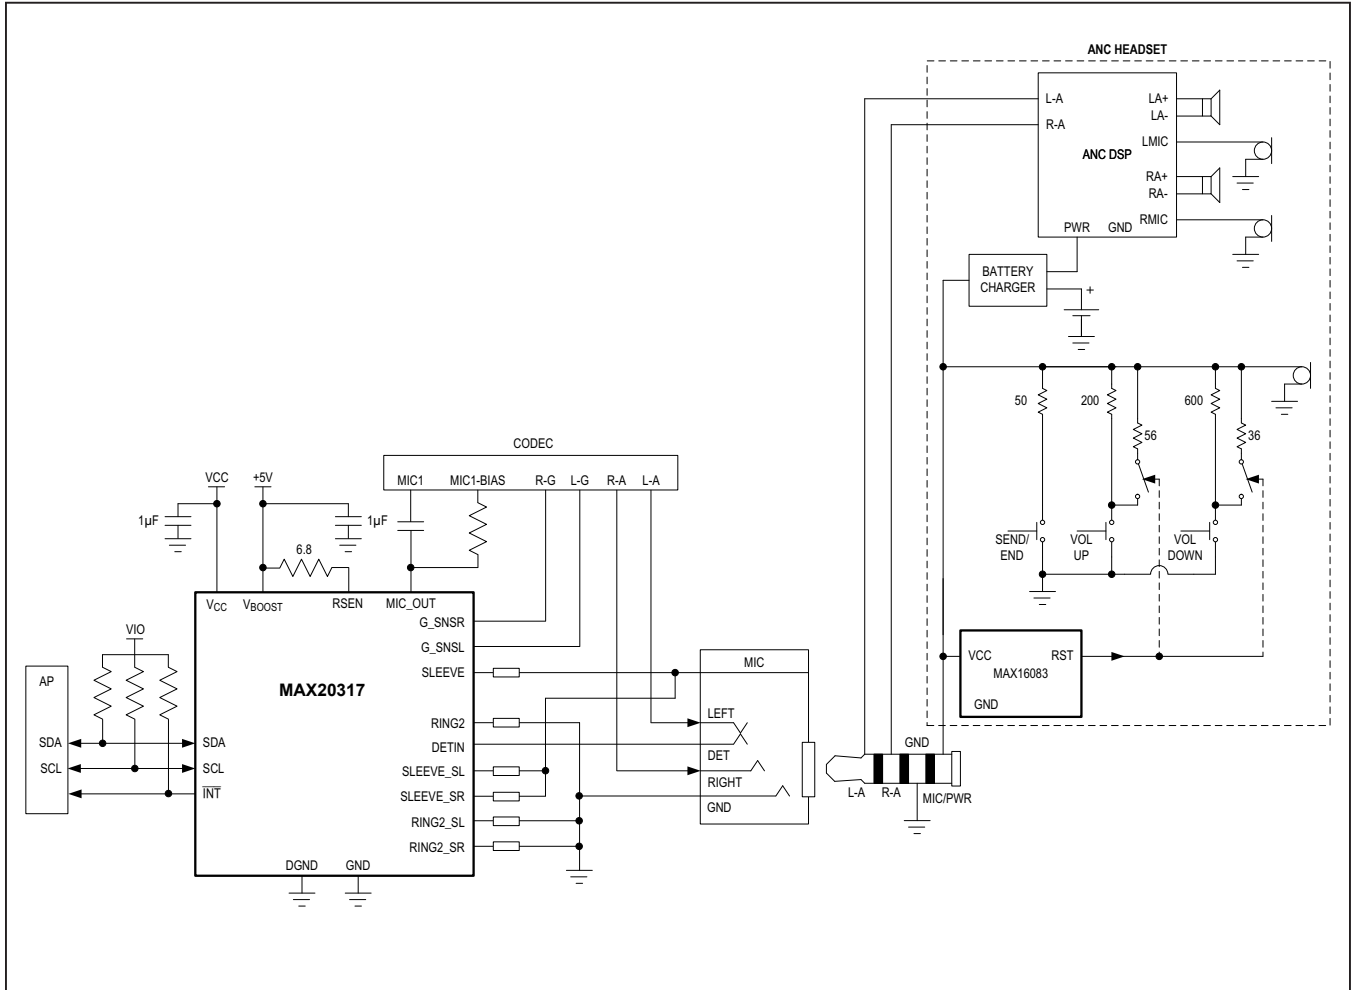 ANC HEADSET
L-A
R-A
ANC DSP
LA+
LA-
LMIC
RA+
RA-
RMIC
PWR
GND
BATTERY
CHARGER
+
50
200
56
600
36
SEND/
END
VOL
UP
VOL
DOWN
VCC
RST
MAX16083
GND
CODEC
MIC1
MIC1-BIAS
R-G
L-G
R-A
L-A
VCC
+5V
1µF
1µF
6.8
VCC
VBOOST
RSEN
MIC_OUT
G_SNSR
G_SNSL
SLEEVE
RING2
DETIN
SLEEVE_SL
SLEEVE_SR
RING2_SL
RING2_SR
MAX20317
VIO
AP
SDA
SCL
SDA
SCL
INT
DGND
GND
MIC
LEFT
DET
RIGHT
GND
GND
L-A
R-A
MIC/PWR